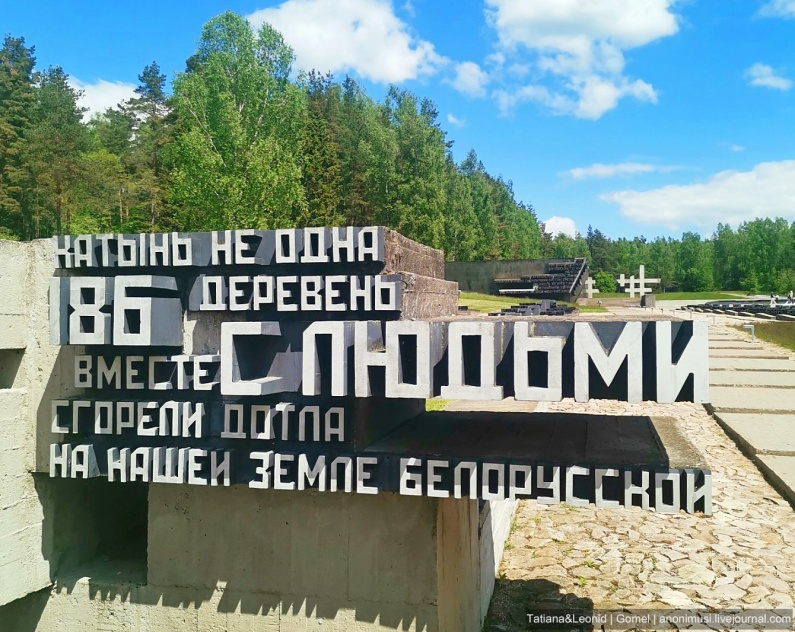 ХАТЫНЬ НЕ ОДНА
186 ДЕРЕВЕНЬ
ВМЕСТЕ С ЛЮДЬМИ
СГОРЕЛИ ДОТЛА
НА НАШЕЙ ЗЕМЛЕ БЕЛОРУССКОЙ
Tatiana&Leonid | Gomel | anonimusi.livejournal.com